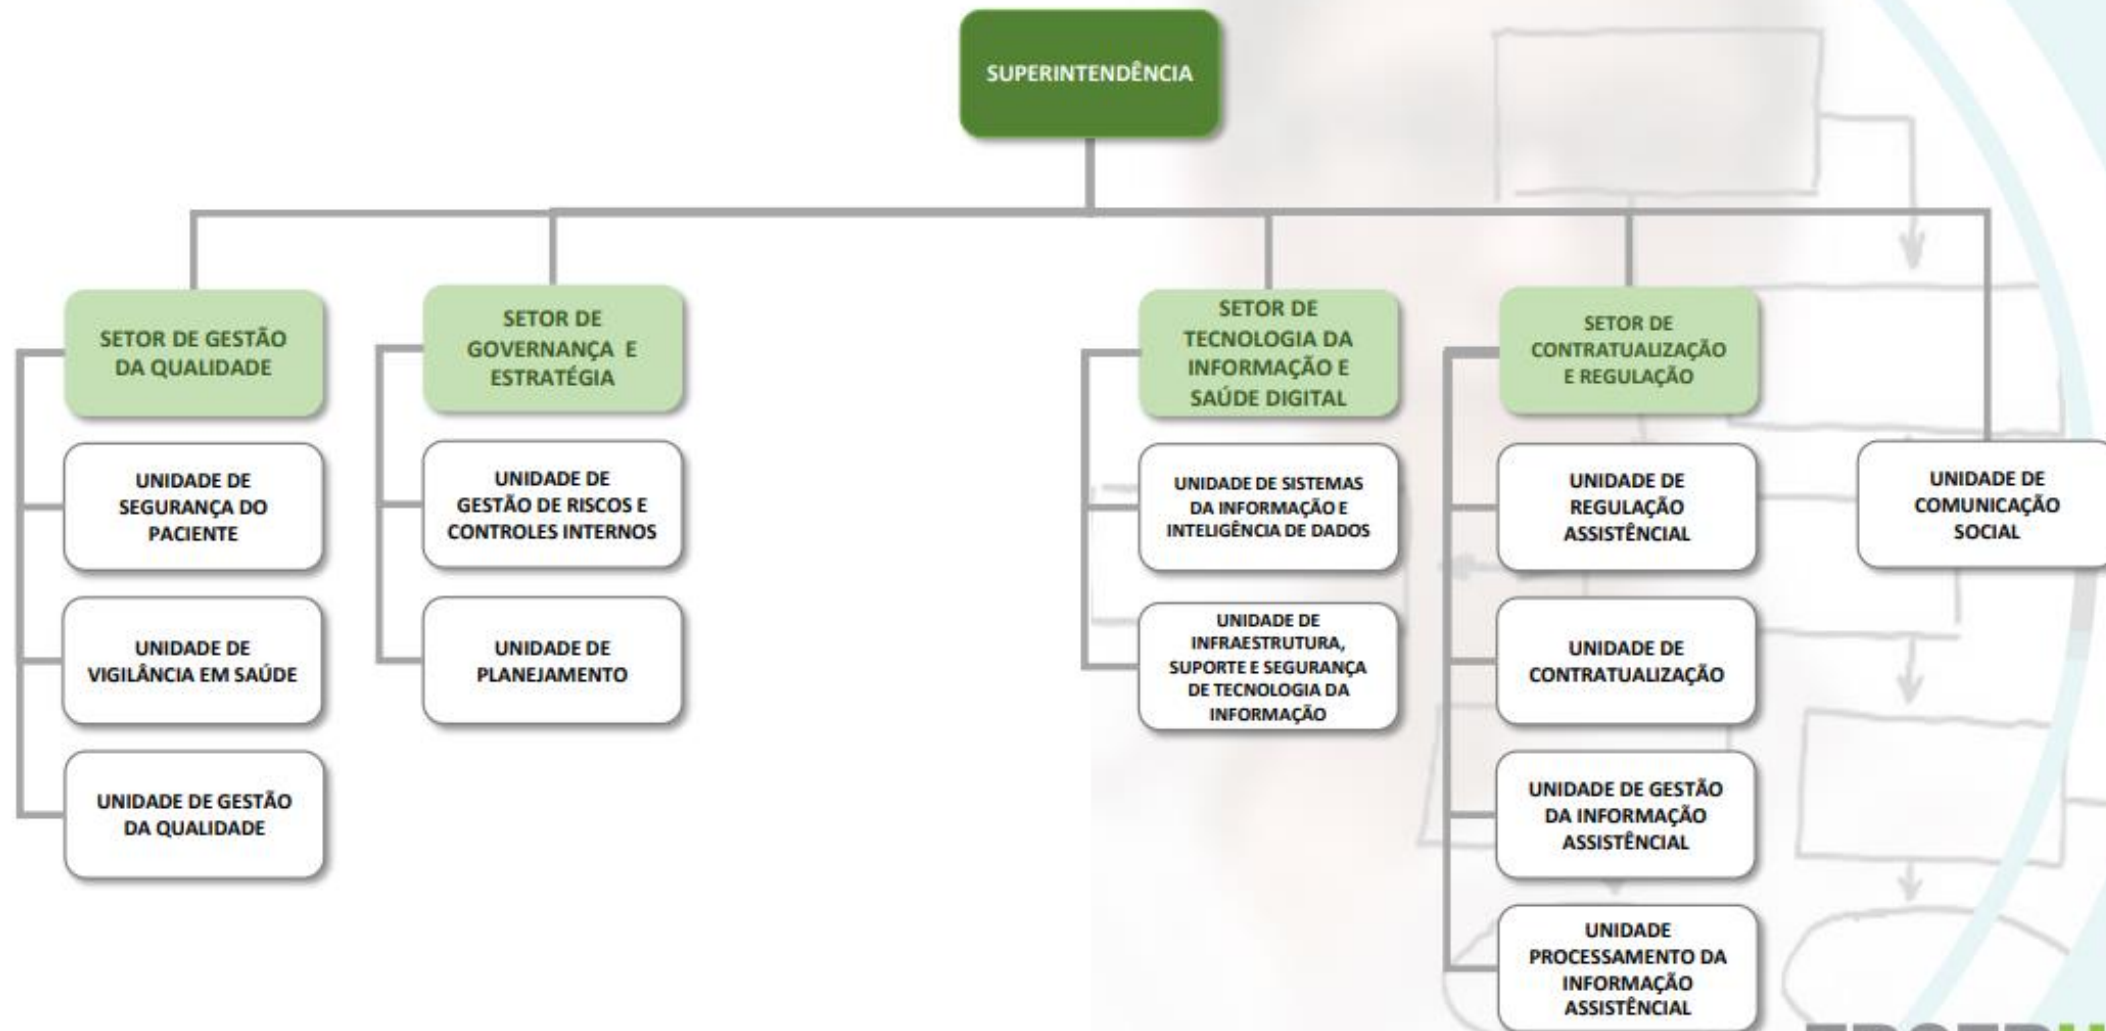 SUPERINTENDÊNCIA
SETOR DE GESTÃO
DA QUALIDADE
UNIDADE DE
SEGURANÇA DO
PACIENTE
UNIDADE DE
VIGILÂNCIA EM SAÚDE
UNIDADE DE GESTÃO
DA QUALIDADE
SETOR DE
GOVERNANÇA E
ESTRATÉGIA
UNIDADE DE
GESTÃO DE RISCOS E
CONTROLES INTERNOS
UNIDADE DE
PLANEJAMENTO
SETOR DE
TECNOLOGIA DA
INFORMAÇÃO E
SAÚDE DIGITAL
UNIDADE DE SISTEMAS
DA INFORMAÇÃO E
INTELIGÊNCIA DE DADOS
UNIDADE DE
INFRAESTRUTURA,
SUPORTE E SEGURANÇA
DE TECNOLOGIA DA
INFORMAÇÃO
SETOR DE
CONTRATUALIZAÇÃO
E REGULAÇÃO
UNIDADE DE
REGULAÇÃO
ASSISTÊNCIAL
UNIDADE DE
CONTRATUALIZAÇÃO
UNIDADE DE GESTÃO
DA INFORMAÇÃO
ASSISTÊNCIAL
UNIDADE
PROCESSAMENTO DA
INFORMAÇÃO
ASSISTÊNCIAL
UNIDADE DE
COMUNICAÇÃO
SOCIAL